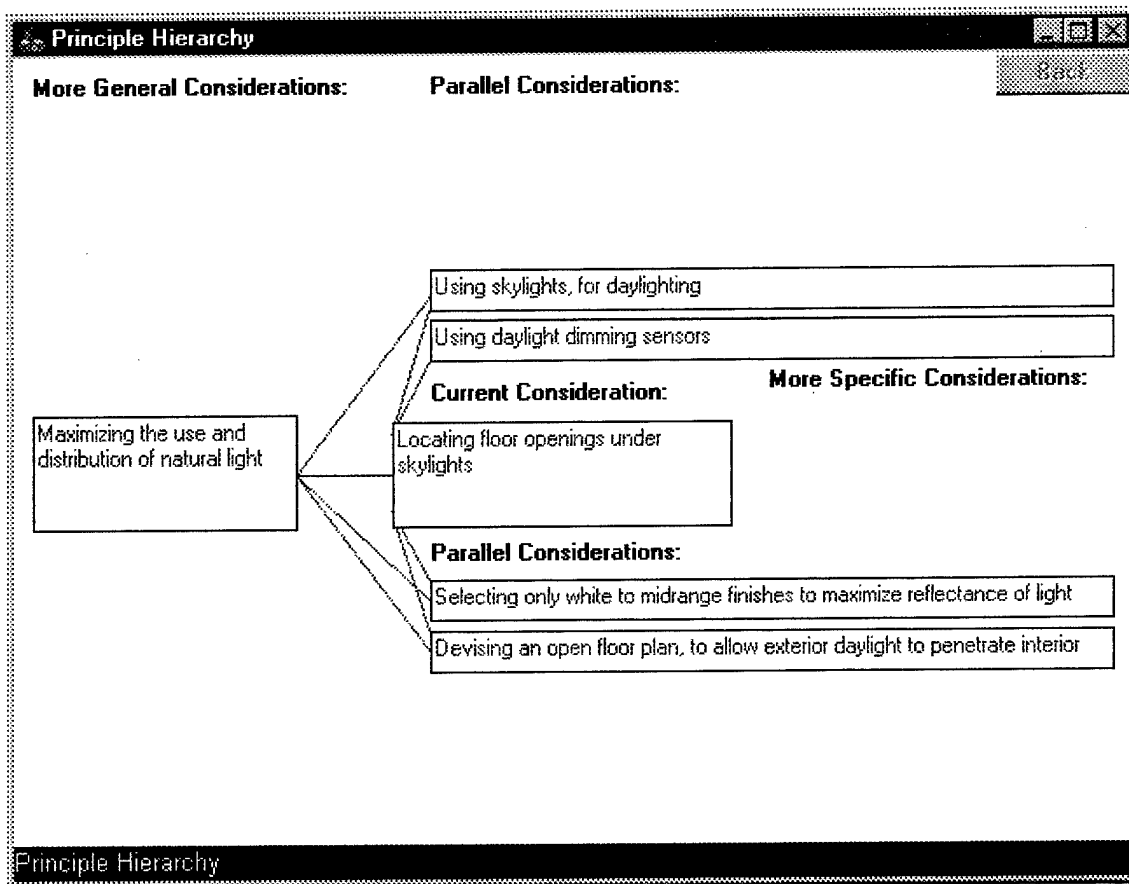 Principle Hierarchy
Back
More General Considerations:
Parallel Considerations:
Using skylights, for daylighting
Using daylight dimming sensors
More Specific Considerations:
Current Consideration:
Maximizing the use and
distribution of natural light
Locating floor openings under
skylights
Parallel Considerations:
Selecting only white to midrange finishes to maximize reflectance of light
Devising an open floor plan, to allow exterior daylight to penetrate interior
Principle Hierarchy